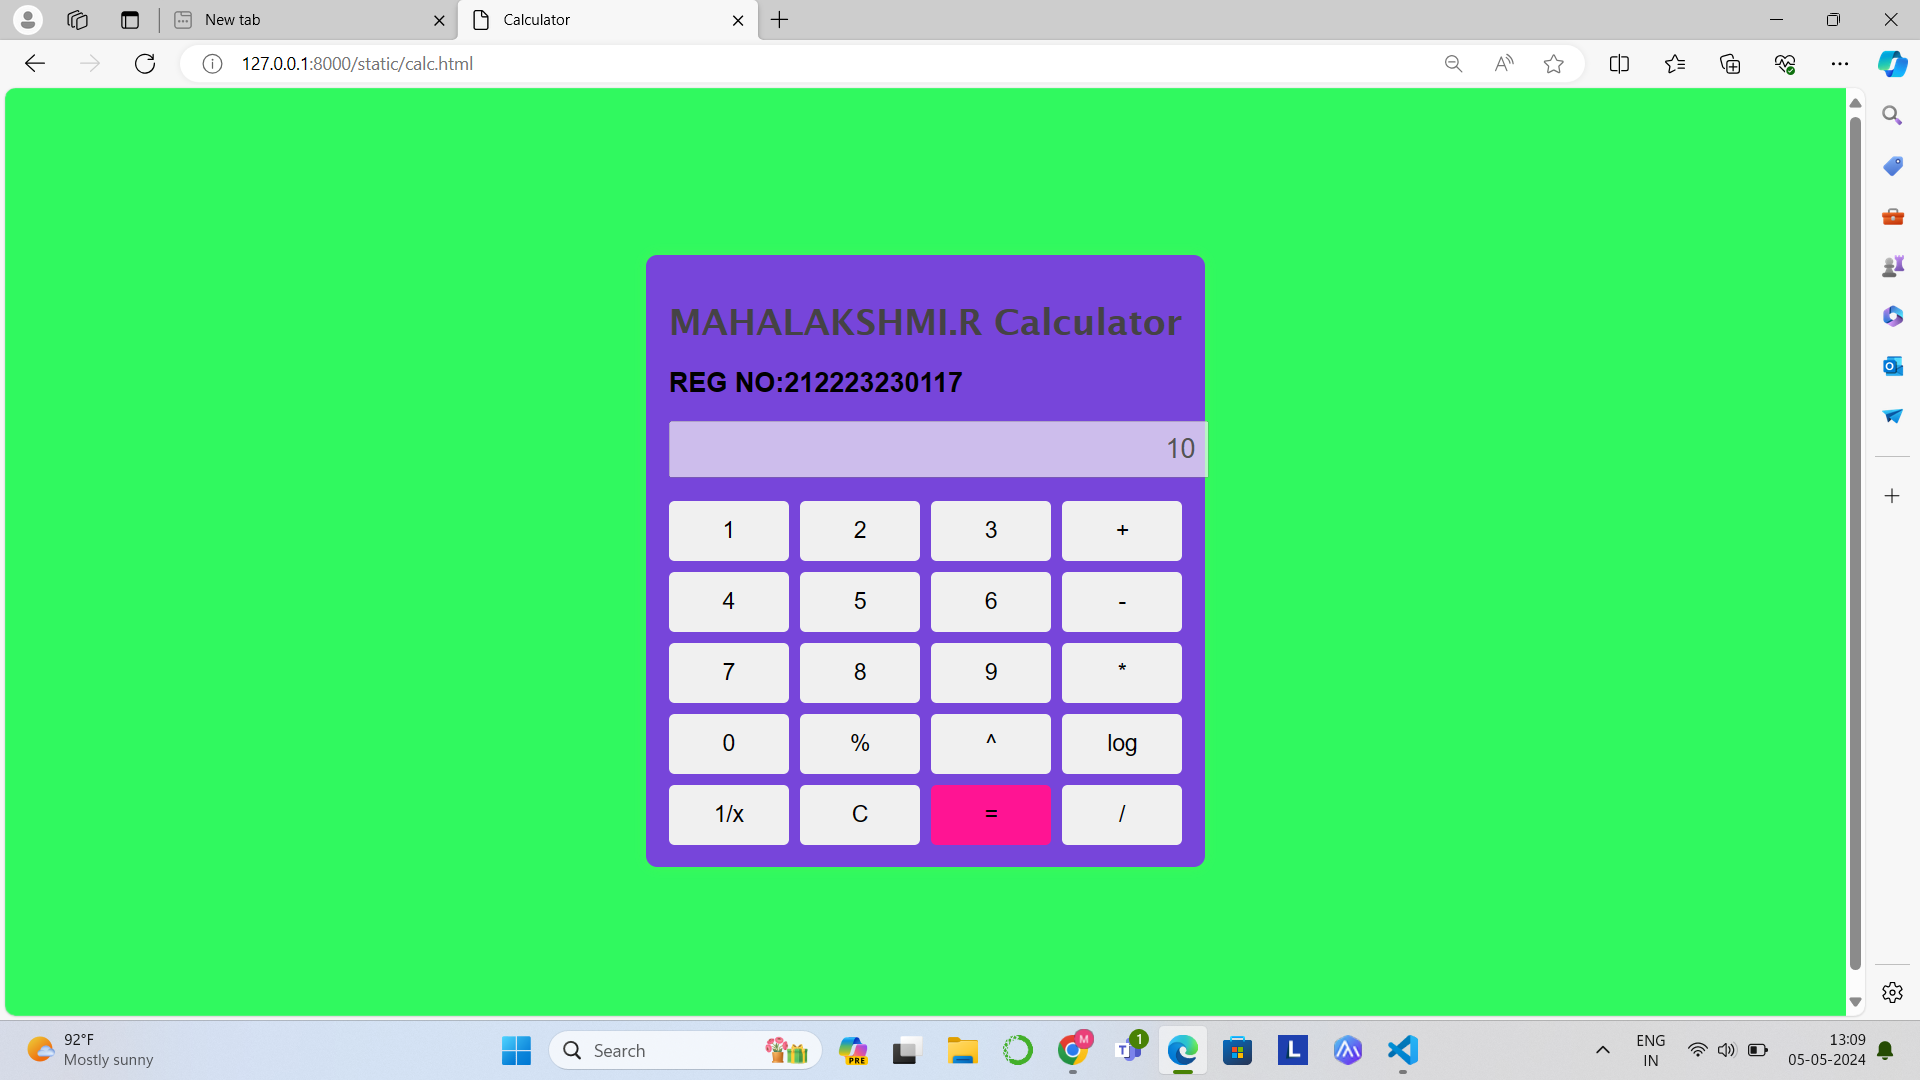 New tab
Calculator
127.0.0.1:8000/static/calc.html
MAHALAKSHMI.R Calculator
REG NO:212223230117
10
1 2 3 +
4 5 6 -
7 8 9 *
0 % ^ log
1/x C = /
92°F
Mostly sunny
Search
PRE
M
T 1
L
ENG
IN
13:09
05-05-2024